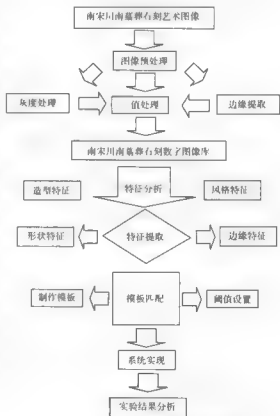 南宋川南墓葬石刻艺术图像
图像预处理
灰度处理
值处理
边缘提取
南宋川南墓葬石刻数字图像库
造型特征
特征分析
风格特征
形状特征
特征提取
边缘特征
制作模板
模板匹配
阈值设置
系统实现
实验结果分析